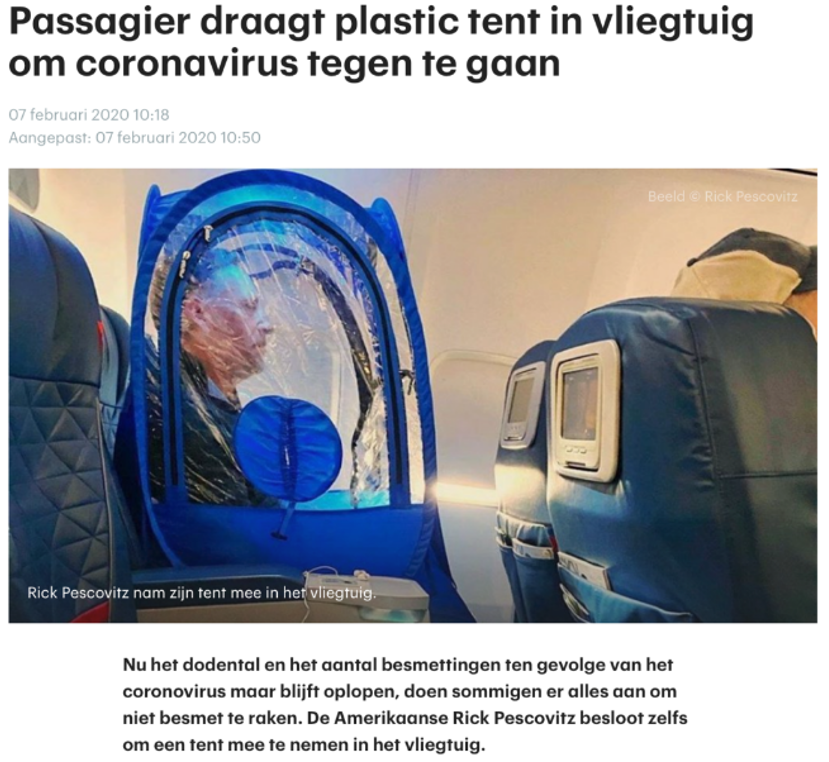 Passagier draagt plastic tent in vliegtuig
om coronavirus tegen te gaan
07 februari 2020 10:18
Aangepast: 07 februari 2020 10:50
Beeld © Rick Pescovitz
Rick Pescovitz nam zijn tent mee in het vliegtuig.
Nu het dodental en het aantal besmettingen ten gevolge van het
coronovirus maar blijft oplopen, doen sommigen er alles aan om
niet besmet te raken. De Amerikaanse Rick Pescovitz besloot zelfs
om een tent mee te nemen in het vliegtuig.